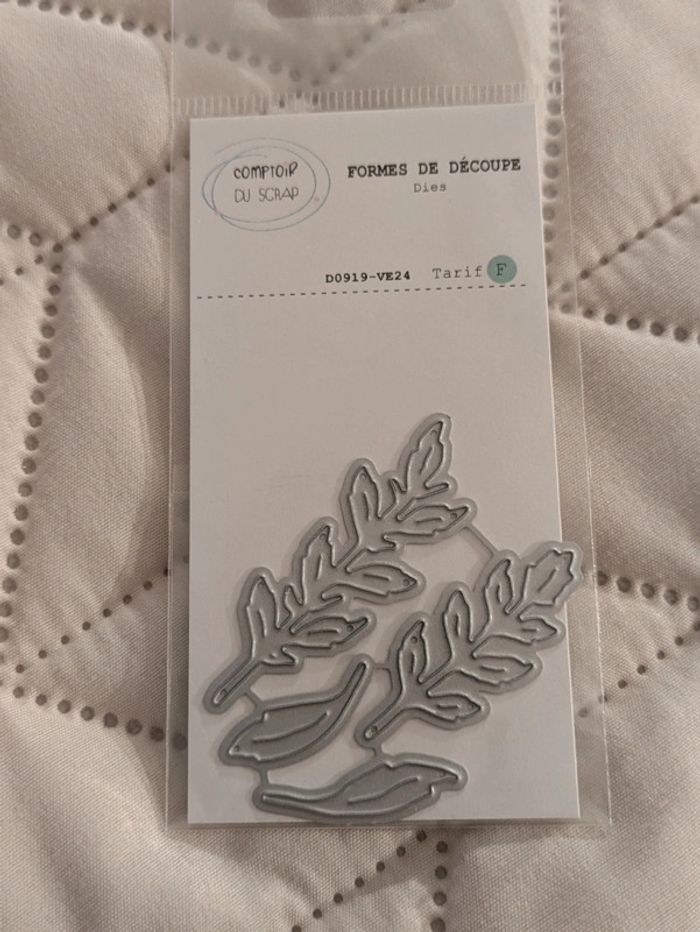 COMPTOIR
DU SCRAP
FORMES DE DÉCOUPE
Dies
D0919-VE24 Tarif F